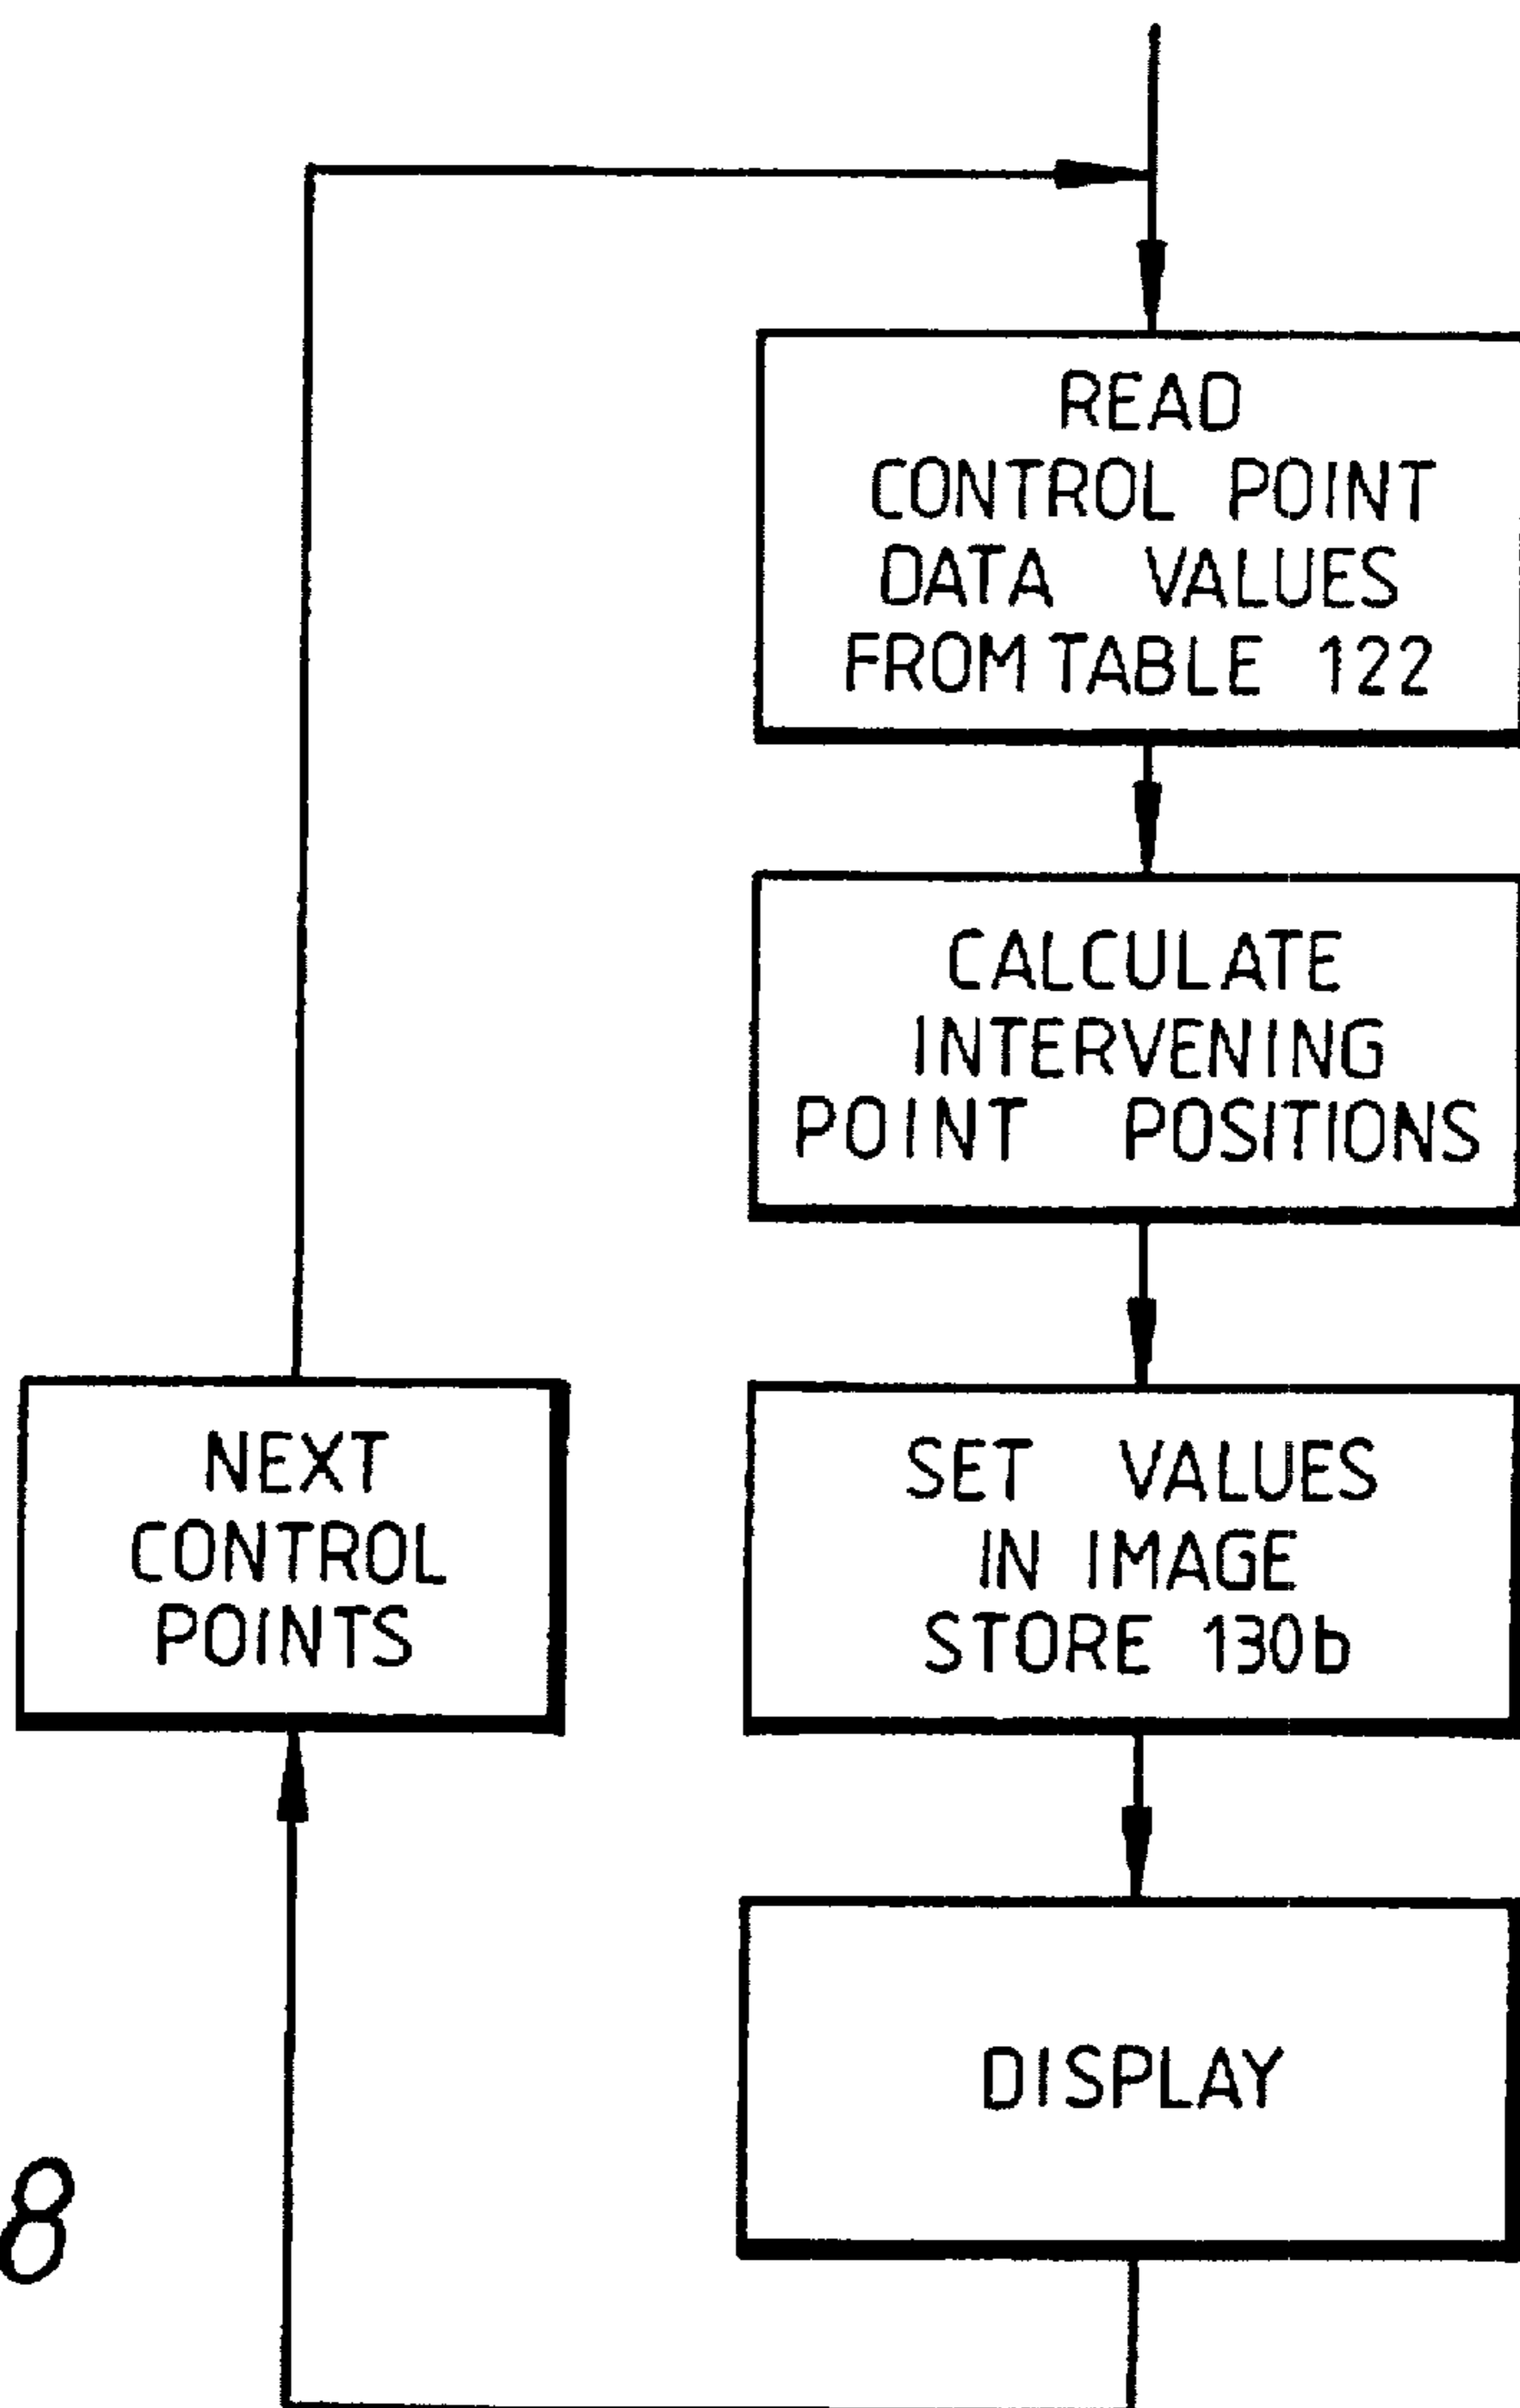 READ
CONTROL POINT
DATA VALUES
FROM TABLE 122
CALCULATE
INTERVENING
POINT POSITIONS
SET VALUES
IN IMAGE
STORE 130b
DISPLAY
NEXT
CONTROL
POINTS
8